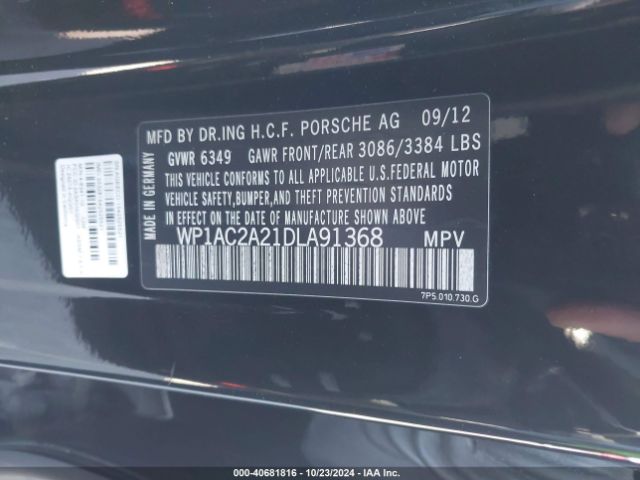 MFD BY DR.ING H.C.F. PORSCHE AG 09/12
GVWR 6349 GAWR FRONT/REAR 3086/3384 LBS
THIS VEHICLE CONFORMS TO ALL APPLICABLE U.S.FEDERAL MOTOR
VEHICLE SAFETY,BUMPER,AND THEFT PREVENTION STANDARDS
IN EFFECT ON THE DATE OF MANUFACTURE SHOWN ABOVE.
WP1AC2A21DLA91368 MPV
MADE IN GERMANY
7P5.010.730.G
000-40681816 - 10/23/2024 - IAA Inc.